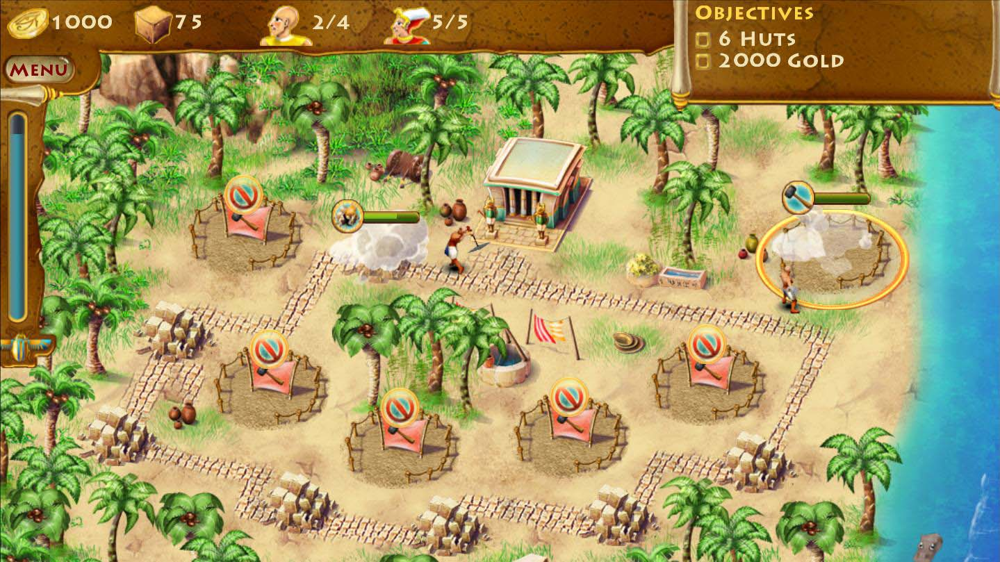 1000 75 2/4 5/5
OBJECTIVES
6 HUTS
2000 GOLD
MENU